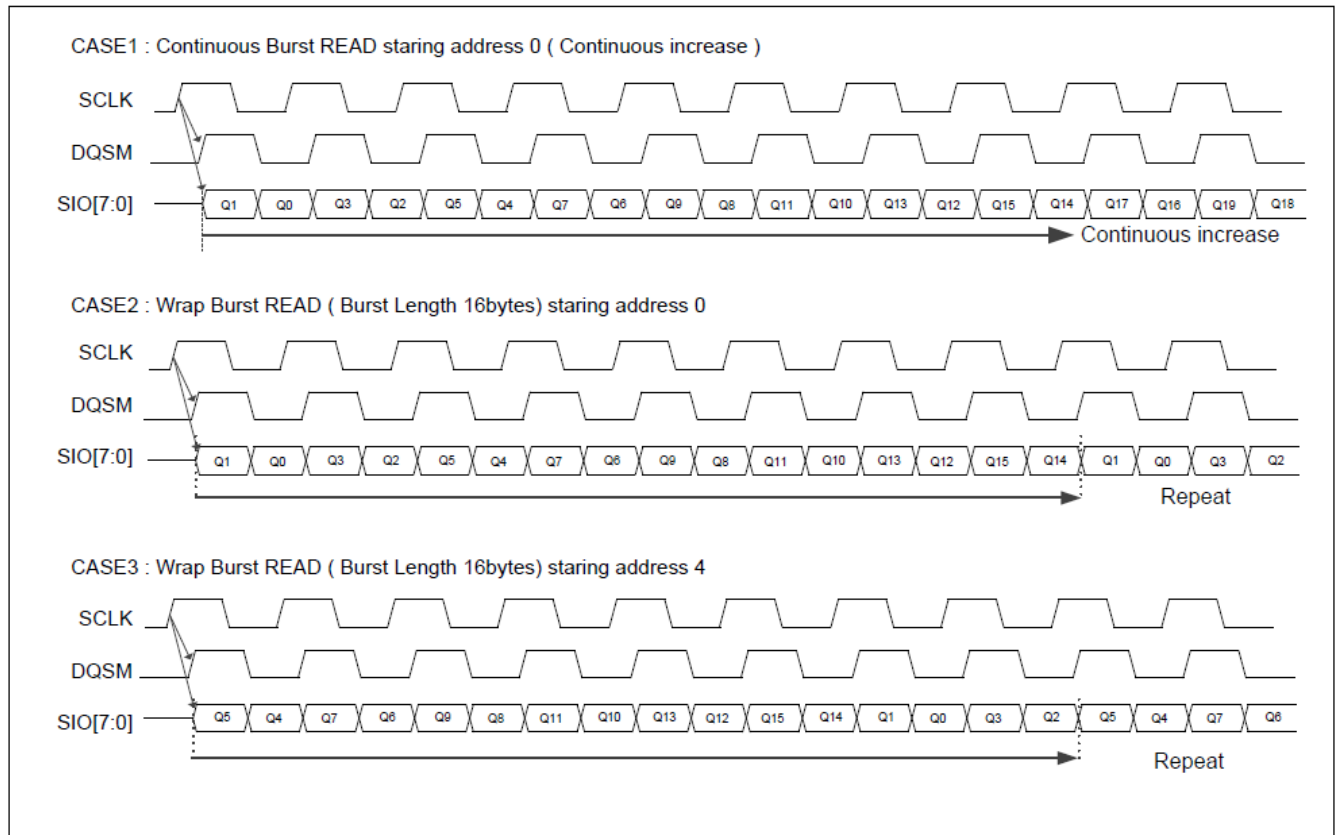 CASE1 : Continuous Burst READ staring address 0 ( Continuous increase )
SCLK
DQSM
SIO[7:0] Q1 Q0 Q3 Q2 Q5 Q4 Q7 Q6 Q9 Q8 Q11 Q10 Q13 Q12 Q15 Q14 Q17 Q16 Q19 Q18
Continuous increase
CASE2 : Wrap Burst READ ( Burst Length 16bytes) staring address 0
SCLK
DQSM
SIO[7:0] Q1 Q0 Q3 Q2 Q5 Q4 Q7 Q6 Q9 Q8 Q11 Q10 Q13 Q12 Q15 Q14 Q1 Q0 Q3 Q2
Repeat
CASE3 : Wrap Burst READ ( Burst Length 16bytes) staring address 4
SCLK
DQSM
SIO[7:0] Q5 Q4 Q7 Q6 Q9 Q8 Q11 Q10 Q13 Q12 Q15 Q14 Q1 Q0 Q3 Q2 Q5 Q4 Q7 Q6
Repeat